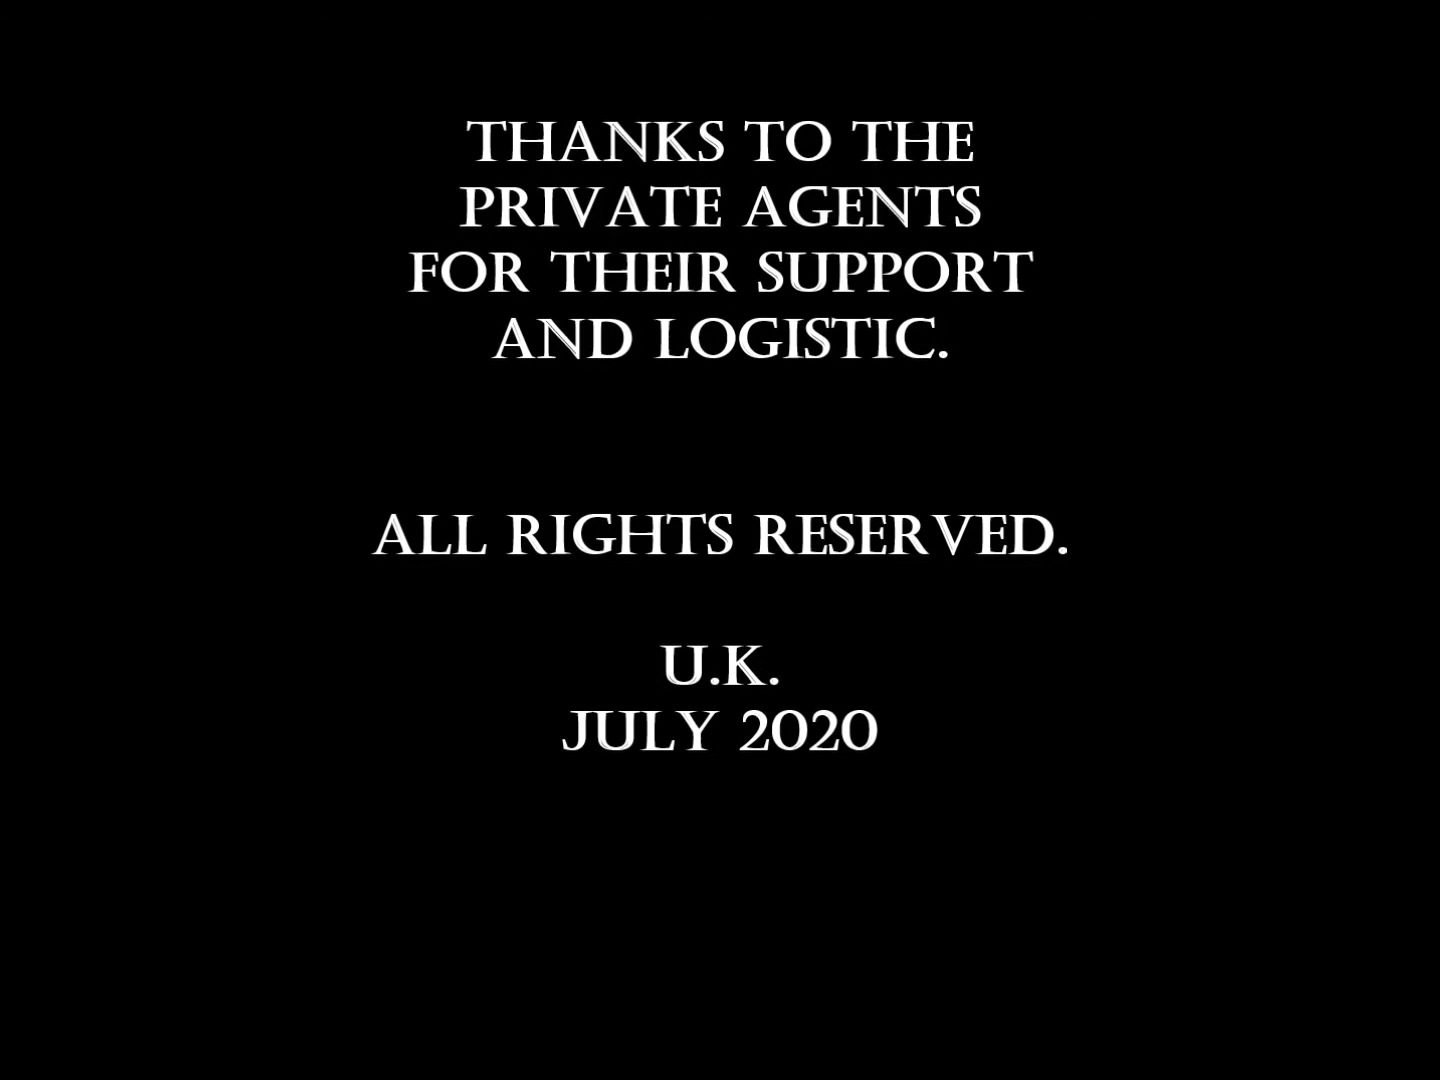 THANKS TO THE
PRIVATE AGENTS
FOR THEIR SUPPORT
AND LOGISTIC.
ALL RIGHTS RESERVED.
U.K.
JULY 2020